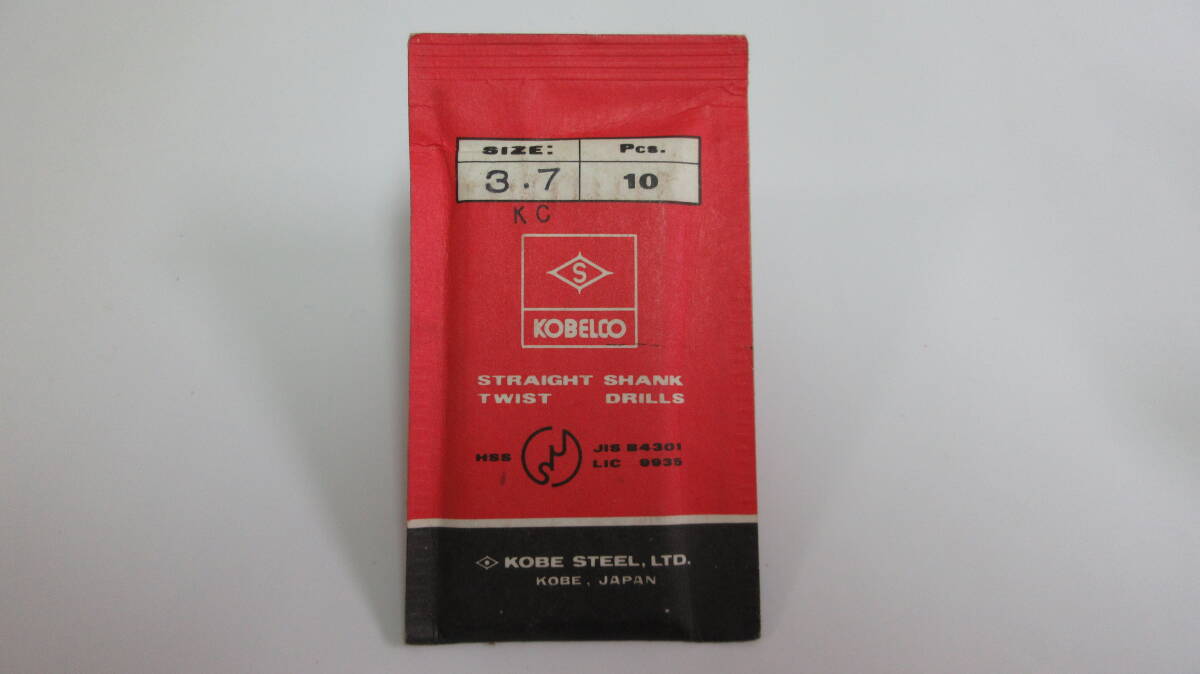 SIZE: Pcs.
3.7 10
KC
S
KOBELCO
STRAIGHT SHANK
TWIST DRILLS
HSS
JIS B4301
LIC 9935
KOBE STEEL, LTD.
KOBE, JAPAN